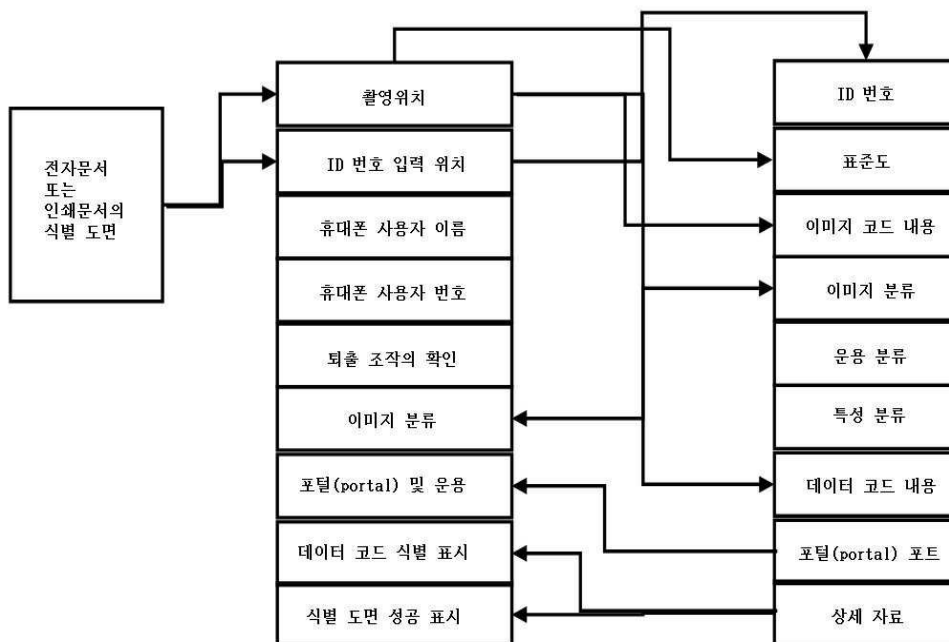 전자문서
또는
인쇄문서의
식별 도면
촬영위치
ID 번호 입력 위치
휴대폰 사용자 이름
휴대폰 사용자 번호
퇴출 조작의 확인
이미지 분류
포털(portal) 및 운용
데이터 코드 식별 표시
식별 도면 성공 표시
ID 번호
표준도
이미지 코드 내용
이미지 분류
운용 분류
특성 분류
데이터 코드 내용
포털(portal) 포트
상세 자료